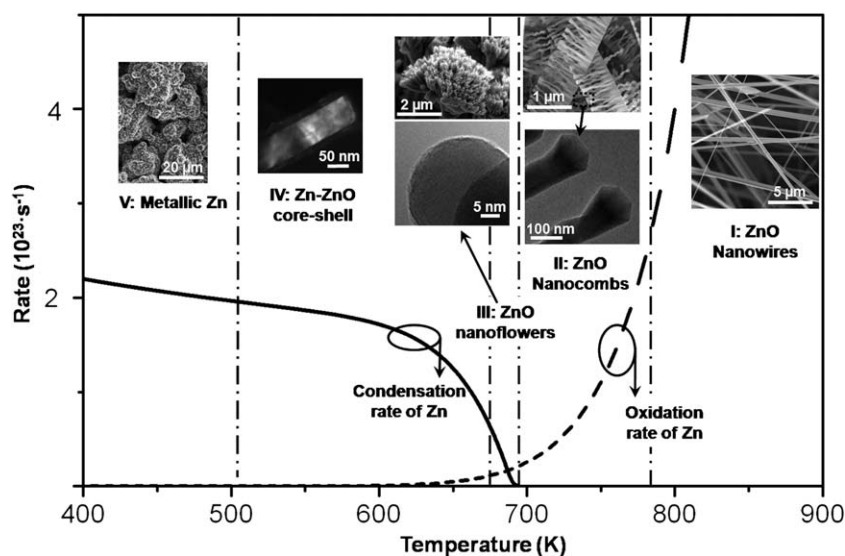 Rate (10²³·s⁻¹)
4
2
20 µm
V: Metallic Zn
50 nm
IV: Zn-ZnO
core-shell
2 µm
5 nm
III: ZnO
nanoflowers
1 µm
100 nm
II: ZnO
Nanocombs
5 µm
I: ZnO
Nanowires
Condensation
rate of Zn
Oxidation
rate of Zn
400
500
600
700
800
900
Temperature (K)